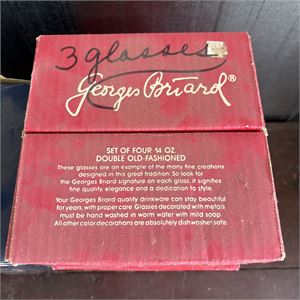 3 glasses
Georges Briard®
SET OF FOUR 14 OZ.
DOUBLE OLD-FASHIONED
These glasses are an example of the many fine creations
designed in this great tradition. So look for
the Georges Briard signature on each glass, it signifies
fine quality, elegance and a dedication to style.
Your Georges Briard quality drinkware can stay beautiful
for years, with proper care. Glasses decorated with metals
must be hand washed in warm water with mild soap
All other color decorations are absolutely dishwasher safe.